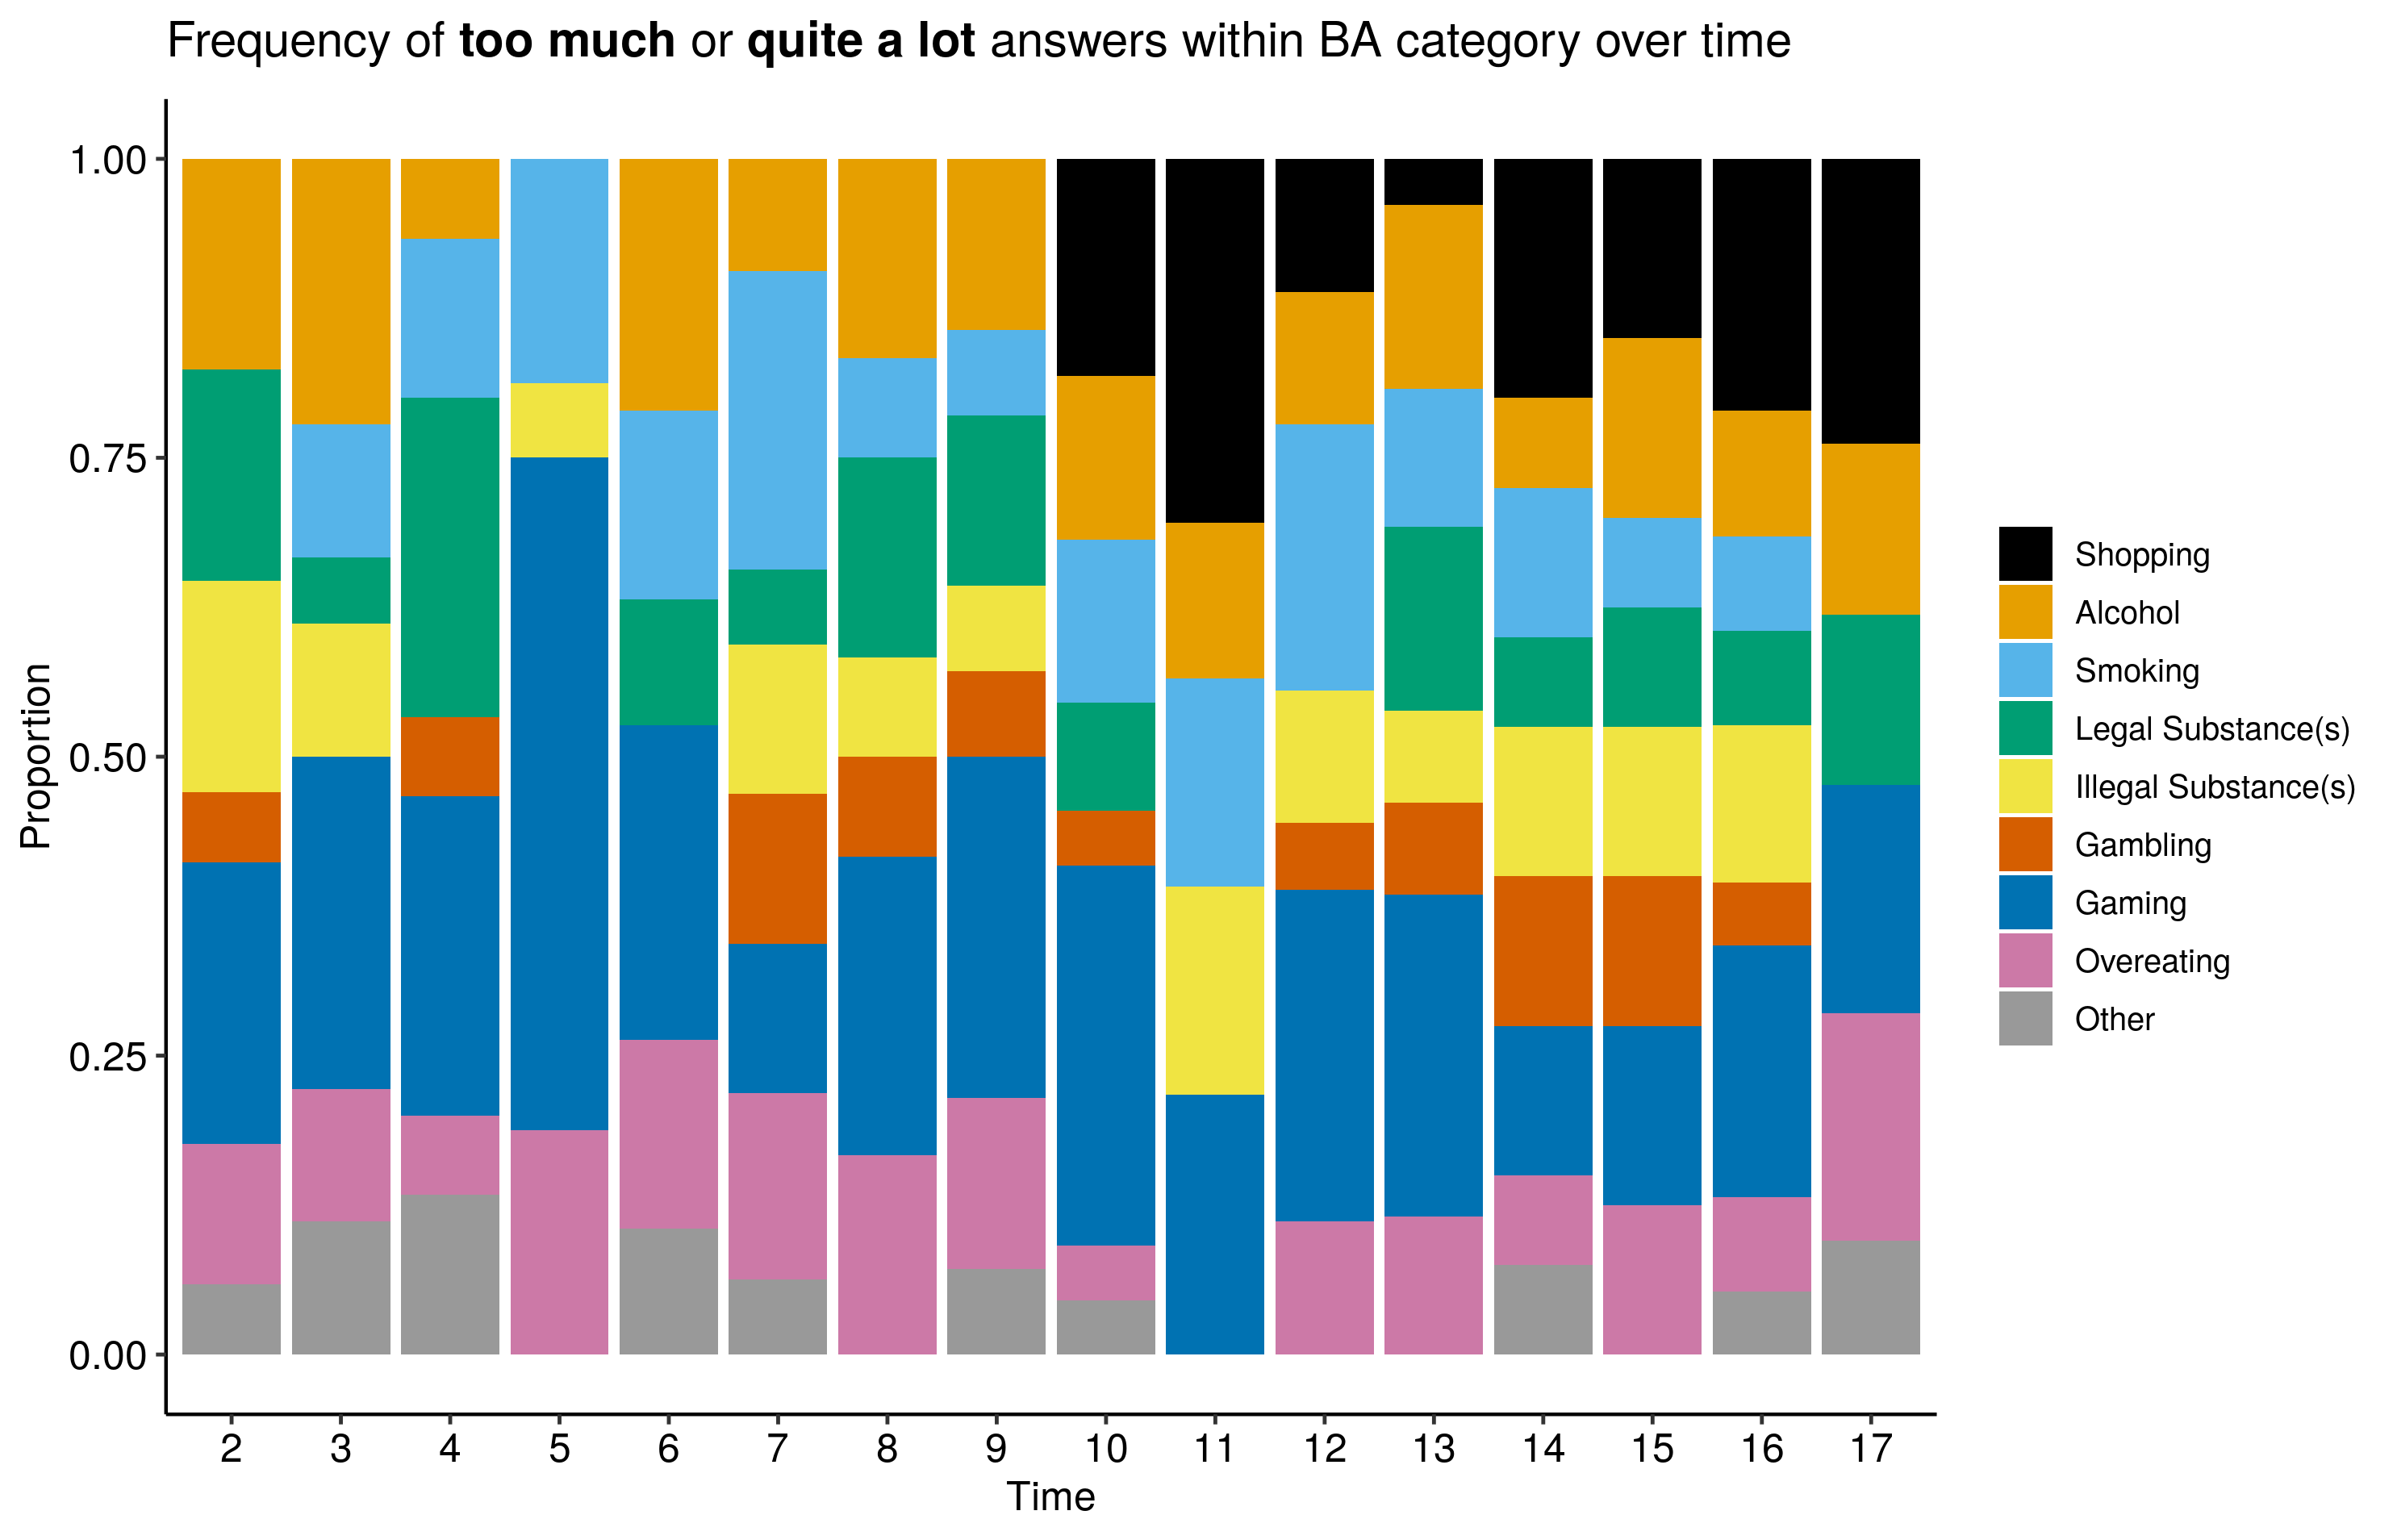 Frequency of too much or quite a lot answers within BA category over time
1.00
0.75
0.50
0.25
0.00
Proportion
2 3 4 5 6 7 8 9 10 11 12 13 14 15 16 17
Time
Shopping
Alcohol
Smoking
Legal Substance(s)
Illegal Substance(s)
Gambling
Gaming
Overeating
Other